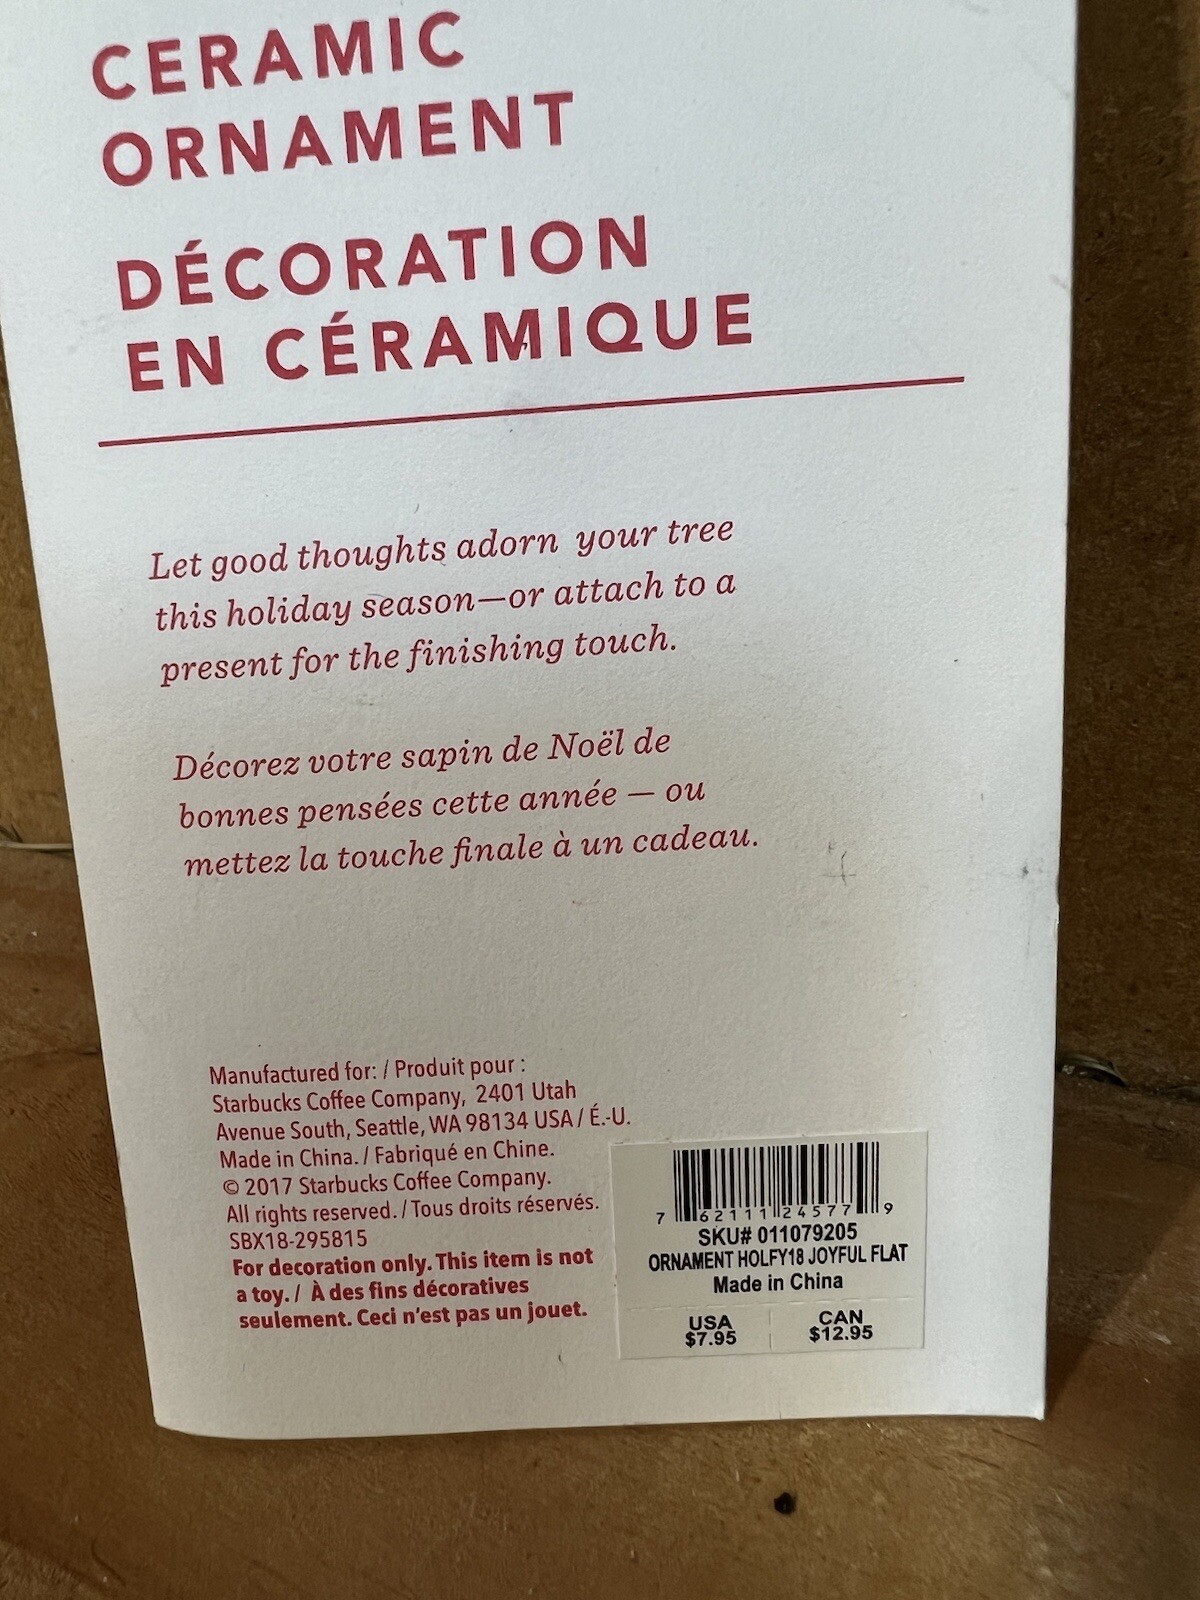 CERAMIC
ORNAMENT
DÉCORATION
EN CÉRAMIQUE
Let good thoughts adorn your tree
this holiday season—or attach to a
present for the finishing touch.
Décorez votre sapin de Noël de
bonnes pensées cette année — ou
mettez la touche finale à un cadeau.
Manufactured for: / Produit pour :
Starbucks Coffee Company, 2401 Utah
Avenue South, Seattle, WA 98134 USA / É.-U.
Made in China. / Fabriqué en Chine.
© 2017 Starbucks Coffee Company.
All rights reserved. / Tous droits réservés.
SBX18-295815
For decoration only. This item is not
a toy. / À des fins décoratives
seulement. Ceci n'est pas un jouet.
7 62111 24577 9
SKU# 011079205
ORNAMENT HOLFY18 JOYFUL FLAT
Made in China
USA
$7.95
CAN
$12.95